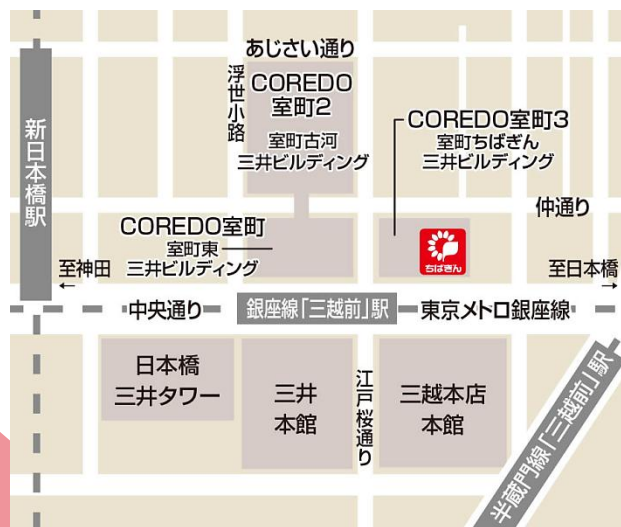 あじさい通り
浮世小路
COREDO
室町2
室町古河
三井ビルディング
COREDO室町3
室町ちばぎん
三井ビルディング
新日本橋駅
仲通り
COREDO室町
室町東
三井ビルディング
ちばぎん
至神田
←
至日本橋
→
中央通り
銀座線「三越前」駅
東京メトロ銀座線
日本橋
三井タワー
三井
本館
江戸桜通り
三越本店
本館
半蔵門線「三越前」駅